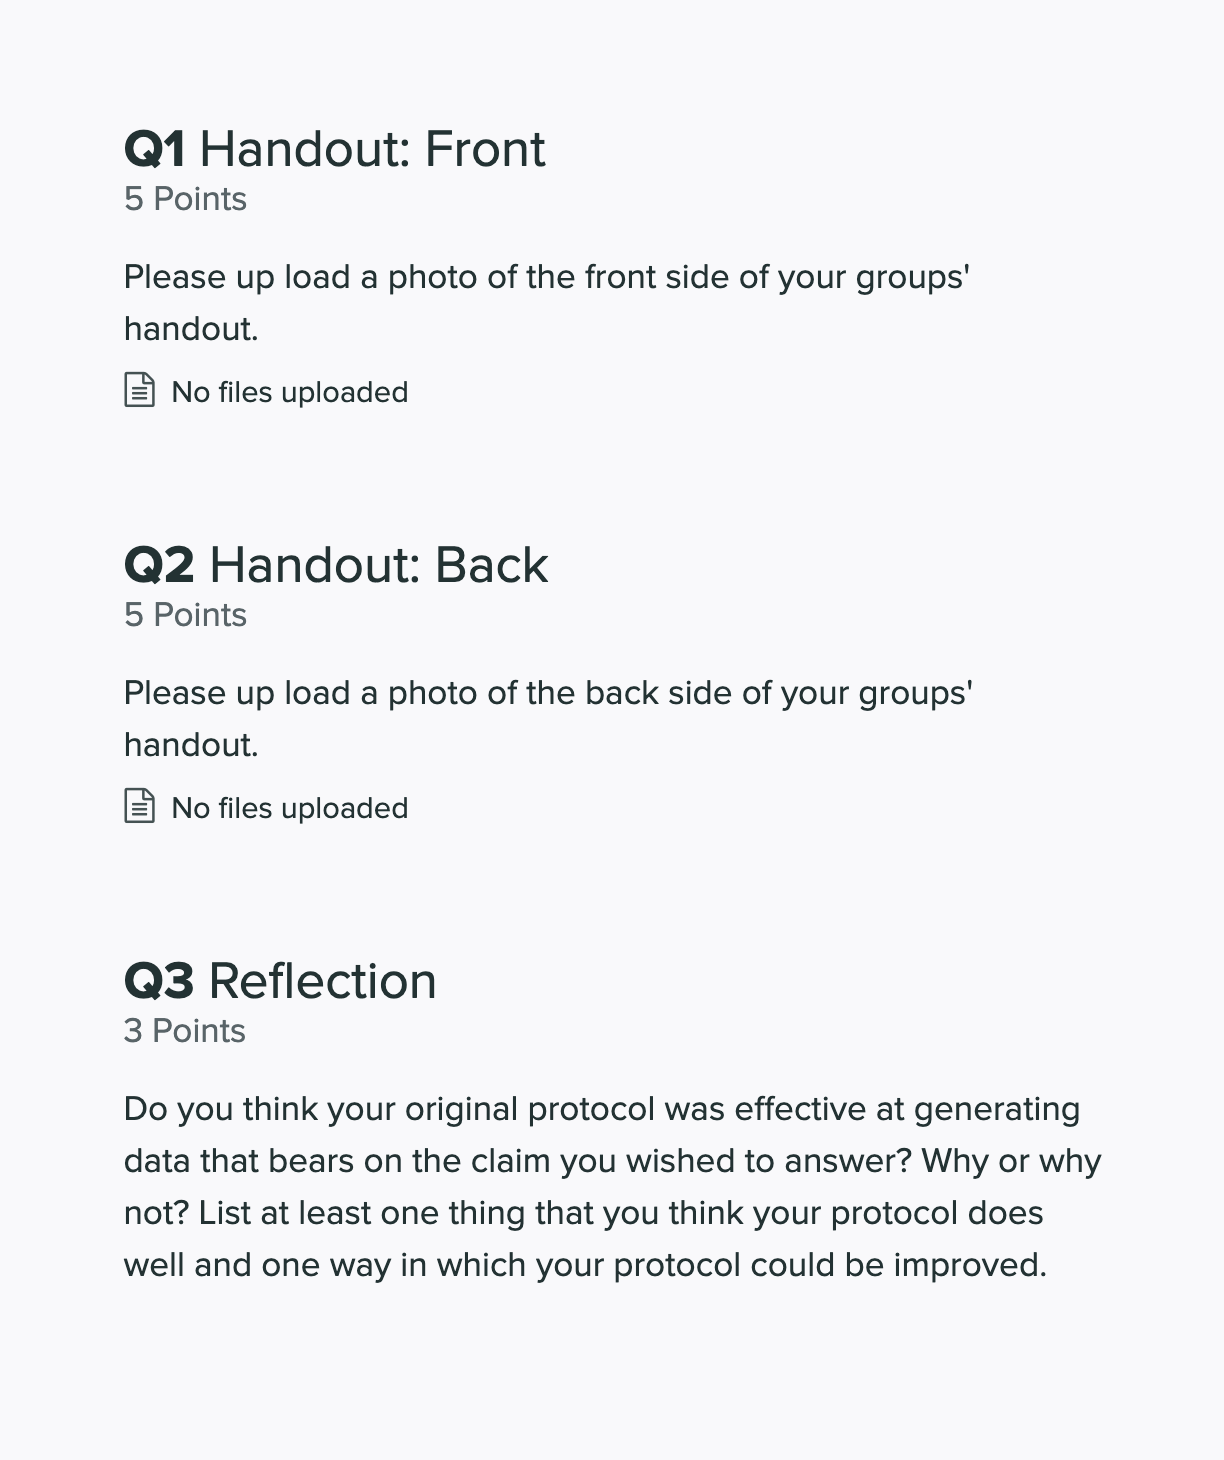 Q1 Handout: Front
5 Points
Please up load a photo of the front side of your groups'
handout.
No files uploaded
Q2 Handout: Back
5 Points
Please up load a photo of the back side of your groups'
handout.
No files uploaded
Q3 Reflection
3 Points
Do you think your original protocol was effective at generating
data that bears on the claim you wished to answer? Why or why
not? List at least one thing that you think your protocol does
well and one way in which your protocol could be improved.